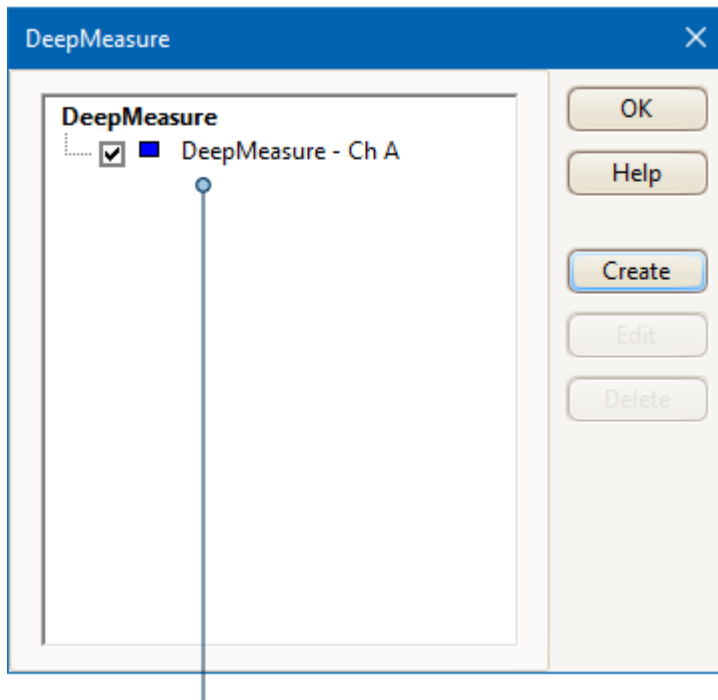 DeepMeasure
DeepMeasure
DeepMeasure - Ch A
OK
Help
Create
Edit
Delete